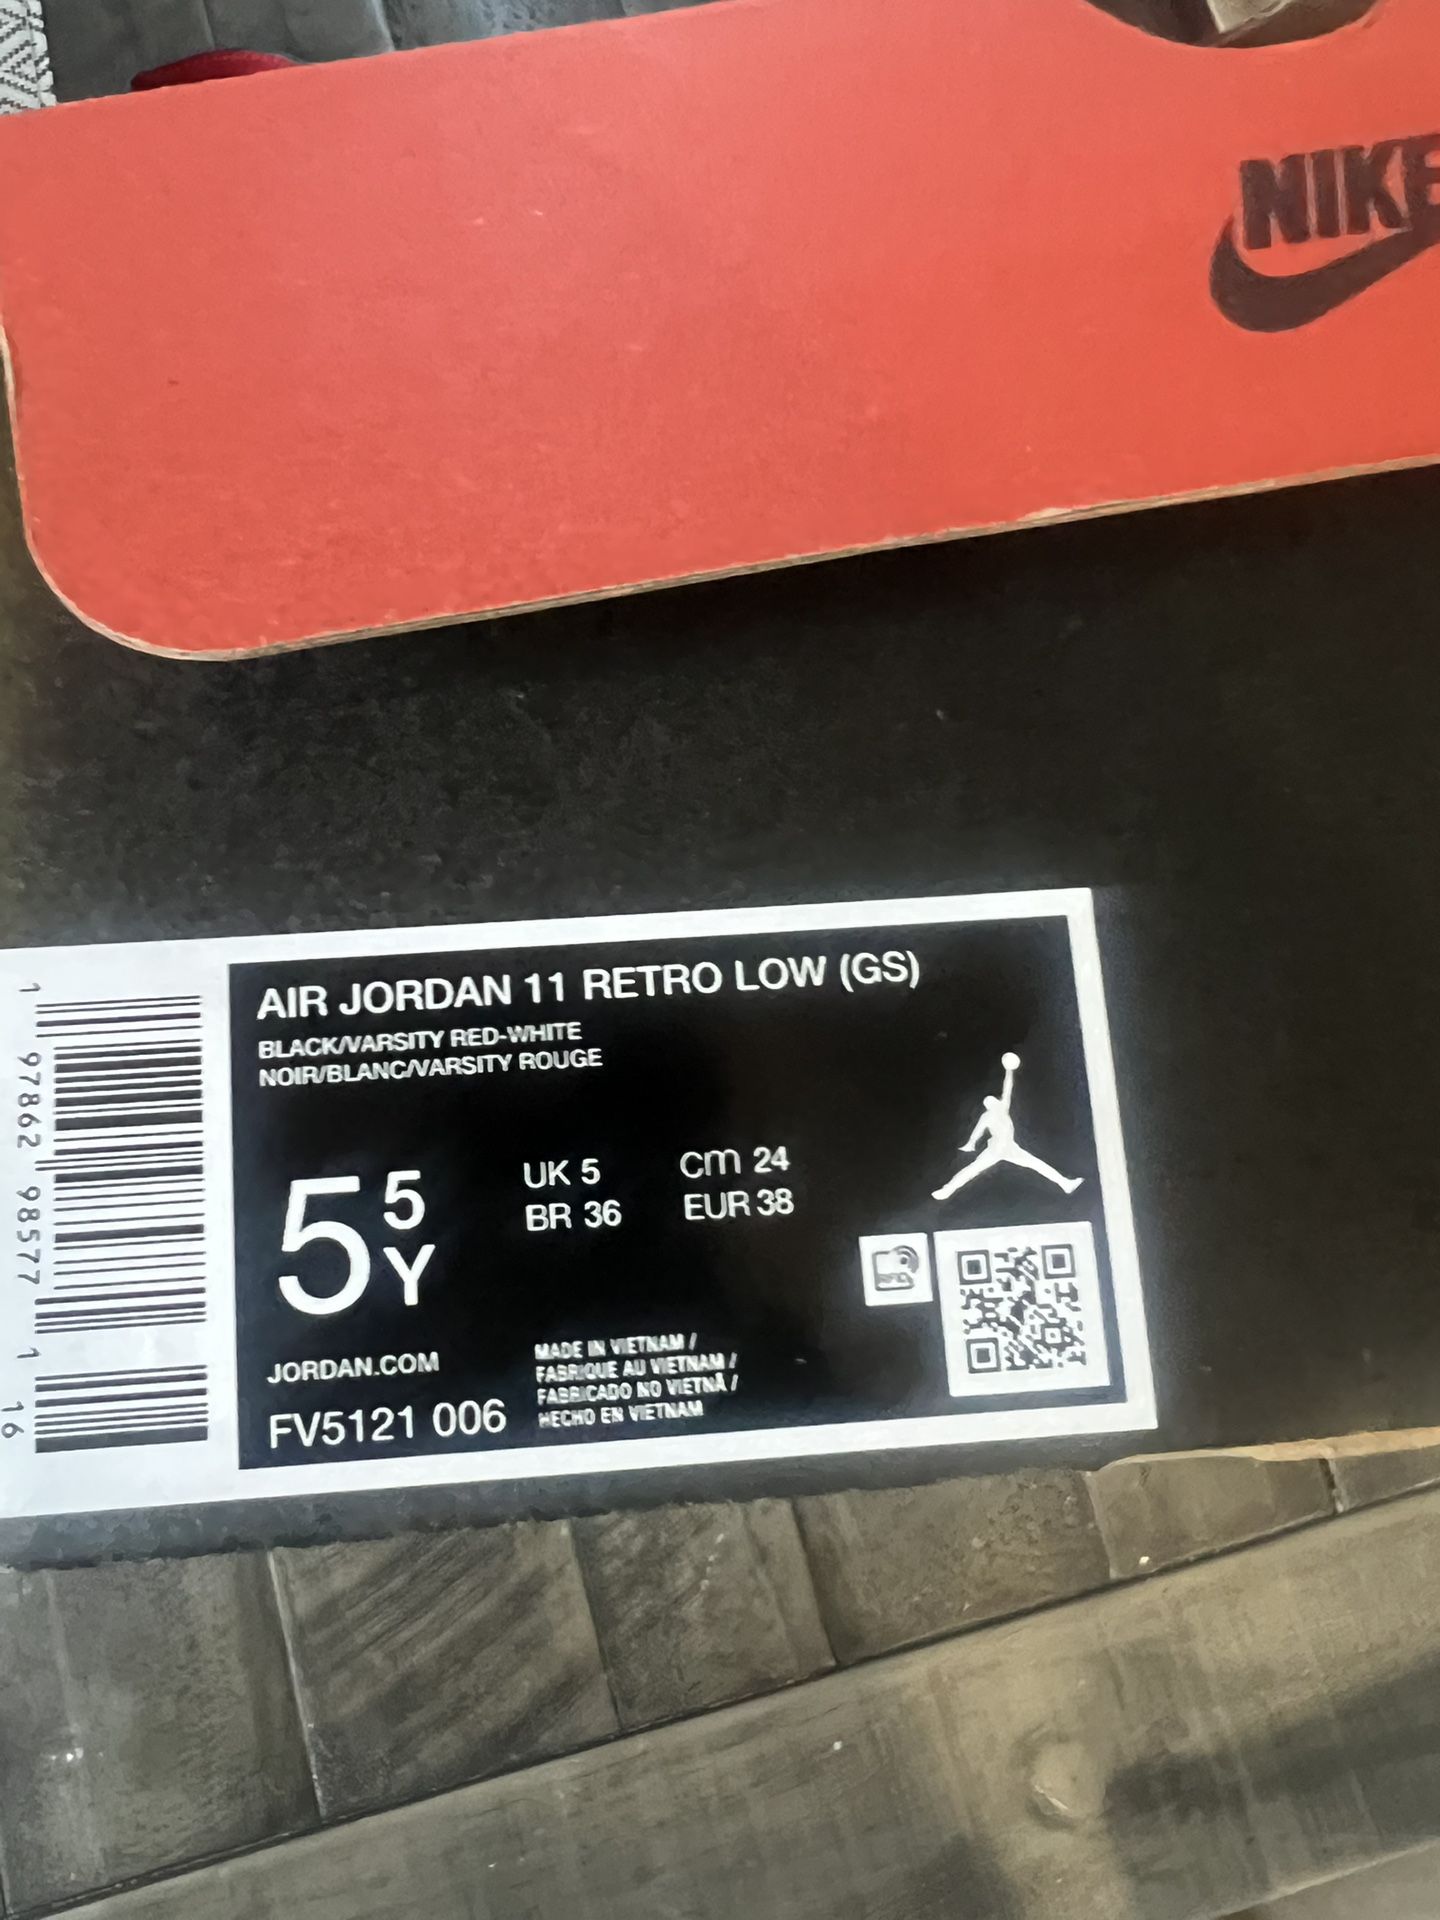 NIKE
AIR JORDAN 11 RETRO LOW (GS)
BLACK/VARSITY RED-WHITE
NOIR/BLANC/VARSITY ROUGE
5 5 Y
UK 5
CM 24
BR 36
EUR 38
JORDAN.COM
FV5121 006
MADE IN VIETNAM /
FABRIQUE AU VIETNAM /
FABRICADO NO VIETNÃ /
HECHO EN VIETNAM
RFID
1 97862 98577 1 16